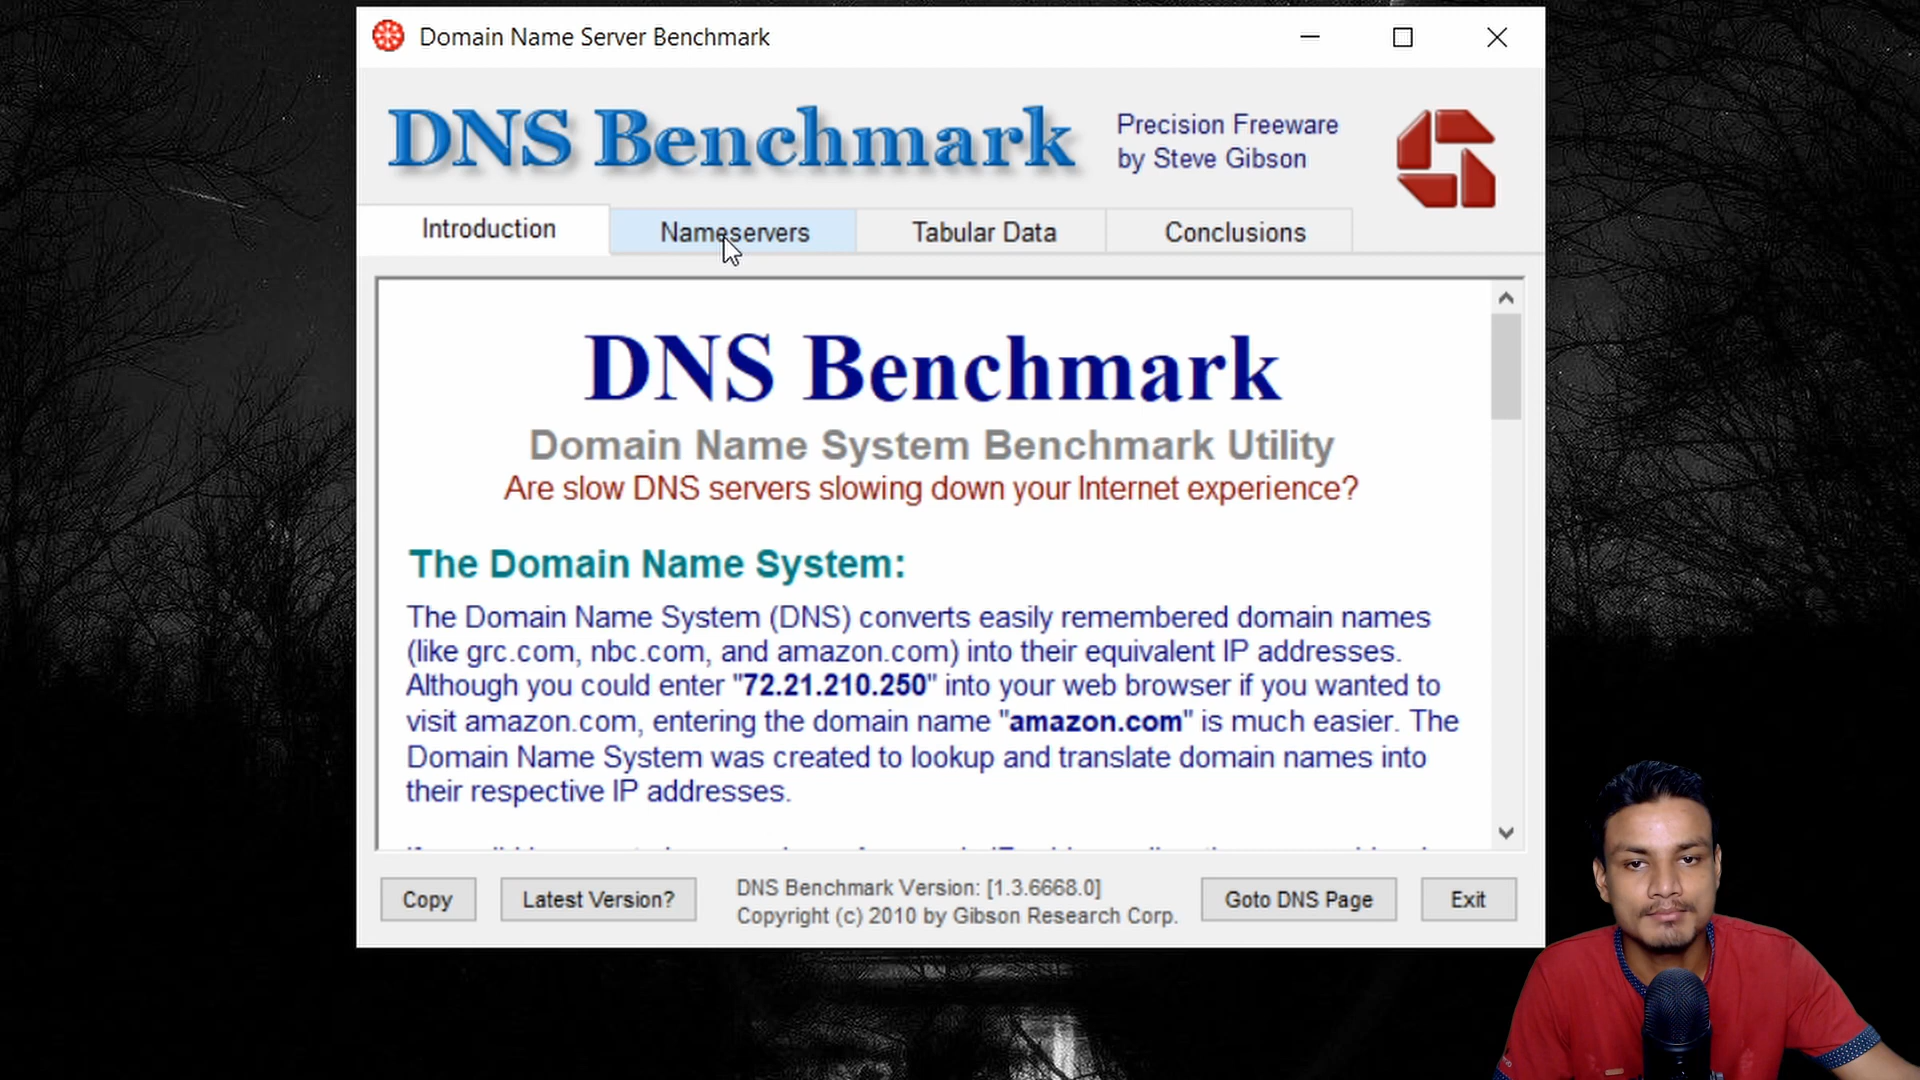 Domain Name Server Benchmark
DNS Benchmark
Precision Freeware
by Steve Gibson
Introduction
Nameservers
Tabular Data
Conclusions
DNS Benchmark
Domain Name System Benchmark Utility
Are slow DNS servers slowing down your Internet experience?
The Domain Name System:
The Domain Name System (DNS) converts easily remembered domain names
(like grc.com, nbc.com, and amazon.com) into their equivalent IP addresses.
Although you could enter "72.21.210.250" into your web browser if you wanted to
visit amazon.com, entering the domain name "amazon.com" is much easier. The
Domain Name System was created to lookup and translate domain names into
their respective IP addresses.
Copy
Latest Version?
DNS Benchmark Version: [1.3.6668.0]
Copyright (c) 2010 by Gibson Research Corp.
Goto DNS Page
Exit